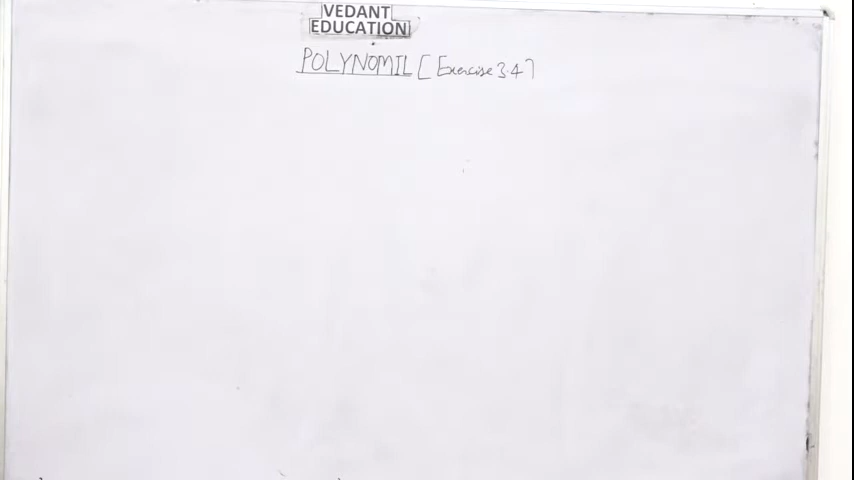 VEDANT
EDUCATION
POLYNOMIL [ Exercise 3.4 ]